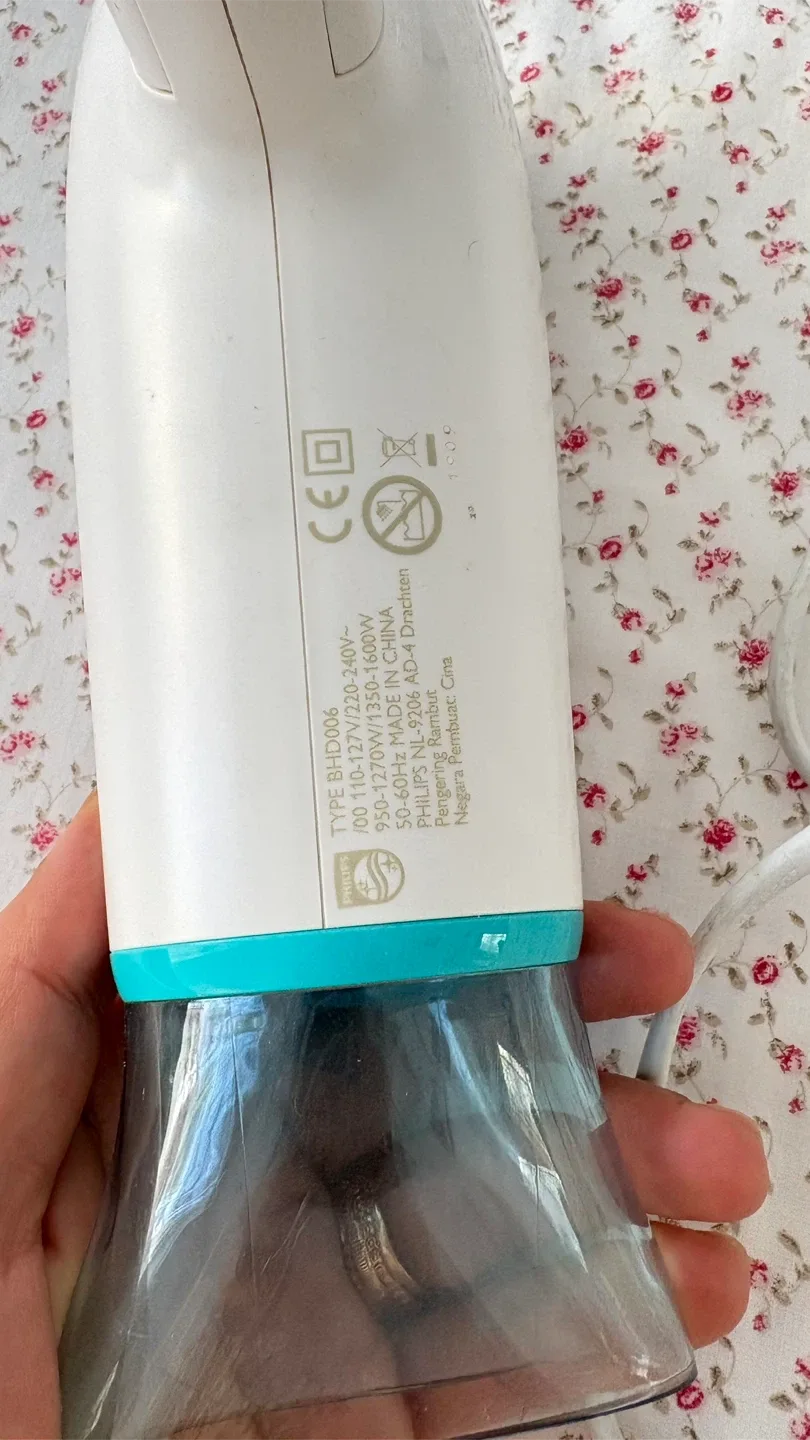 PHILIPS
TYPE BHD006
/00 110-127V/220-240V~
950-1270W/1350-1600W
50-60Hz MADE IN CHINA
PHILIPS NL-9206 AD-4 Drachten
Pengering Rambut
Negara Pembuat: Cina
CE